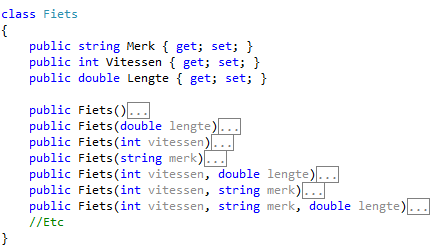 class Fiets
{
public string Merk { get; set; }
public int Vitessen { get; set; }
public double Lengte { get; set; }
public Fiets()...
public Fiets(double lengte)...
public Fiets(int vitessen)...
public Fiets(string merk)...
public Fiets(int vitessen, double lengte)...
public Fiets(int vitessen, string merk)...
public Fiets(int vitessen, string merk, double lengte)...
//Etc
}